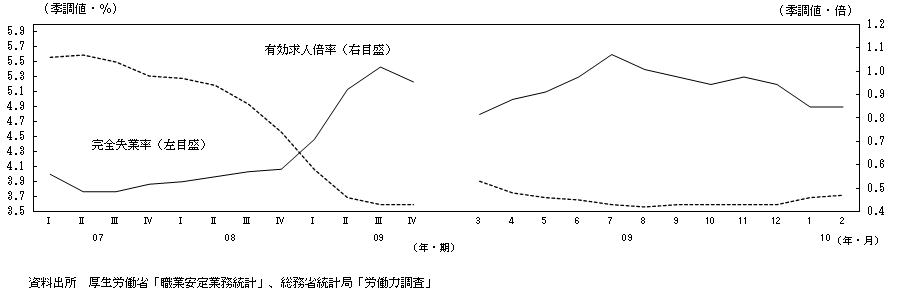 （季調値・％）
（季調値・倍）
5.9
5.7
5.5
5.3
5.1
4.9
4.7
4.5
4.3
4.1
3.9
3.7
3.5
有効求人倍率（右目盛）
完全失業率（左目盛）
1.2
1.1
1.0
0.9
0.8
0.7
0.6
0.5
0.4
Ⅰ Ⅱ Ⅲ Ⅳ Ⅰ Ⅱ Ⅲ Ⅳ Ⅰ Ⅱ Ⅲ Ⅳ
3 4 5 6 7 8 9 10 11 12 1 2
07 08 09
（年・期）
09 10
（年・月）
資料出所　厚生労働省「職業安定業務統計」、総務省統計局「労働力調査」